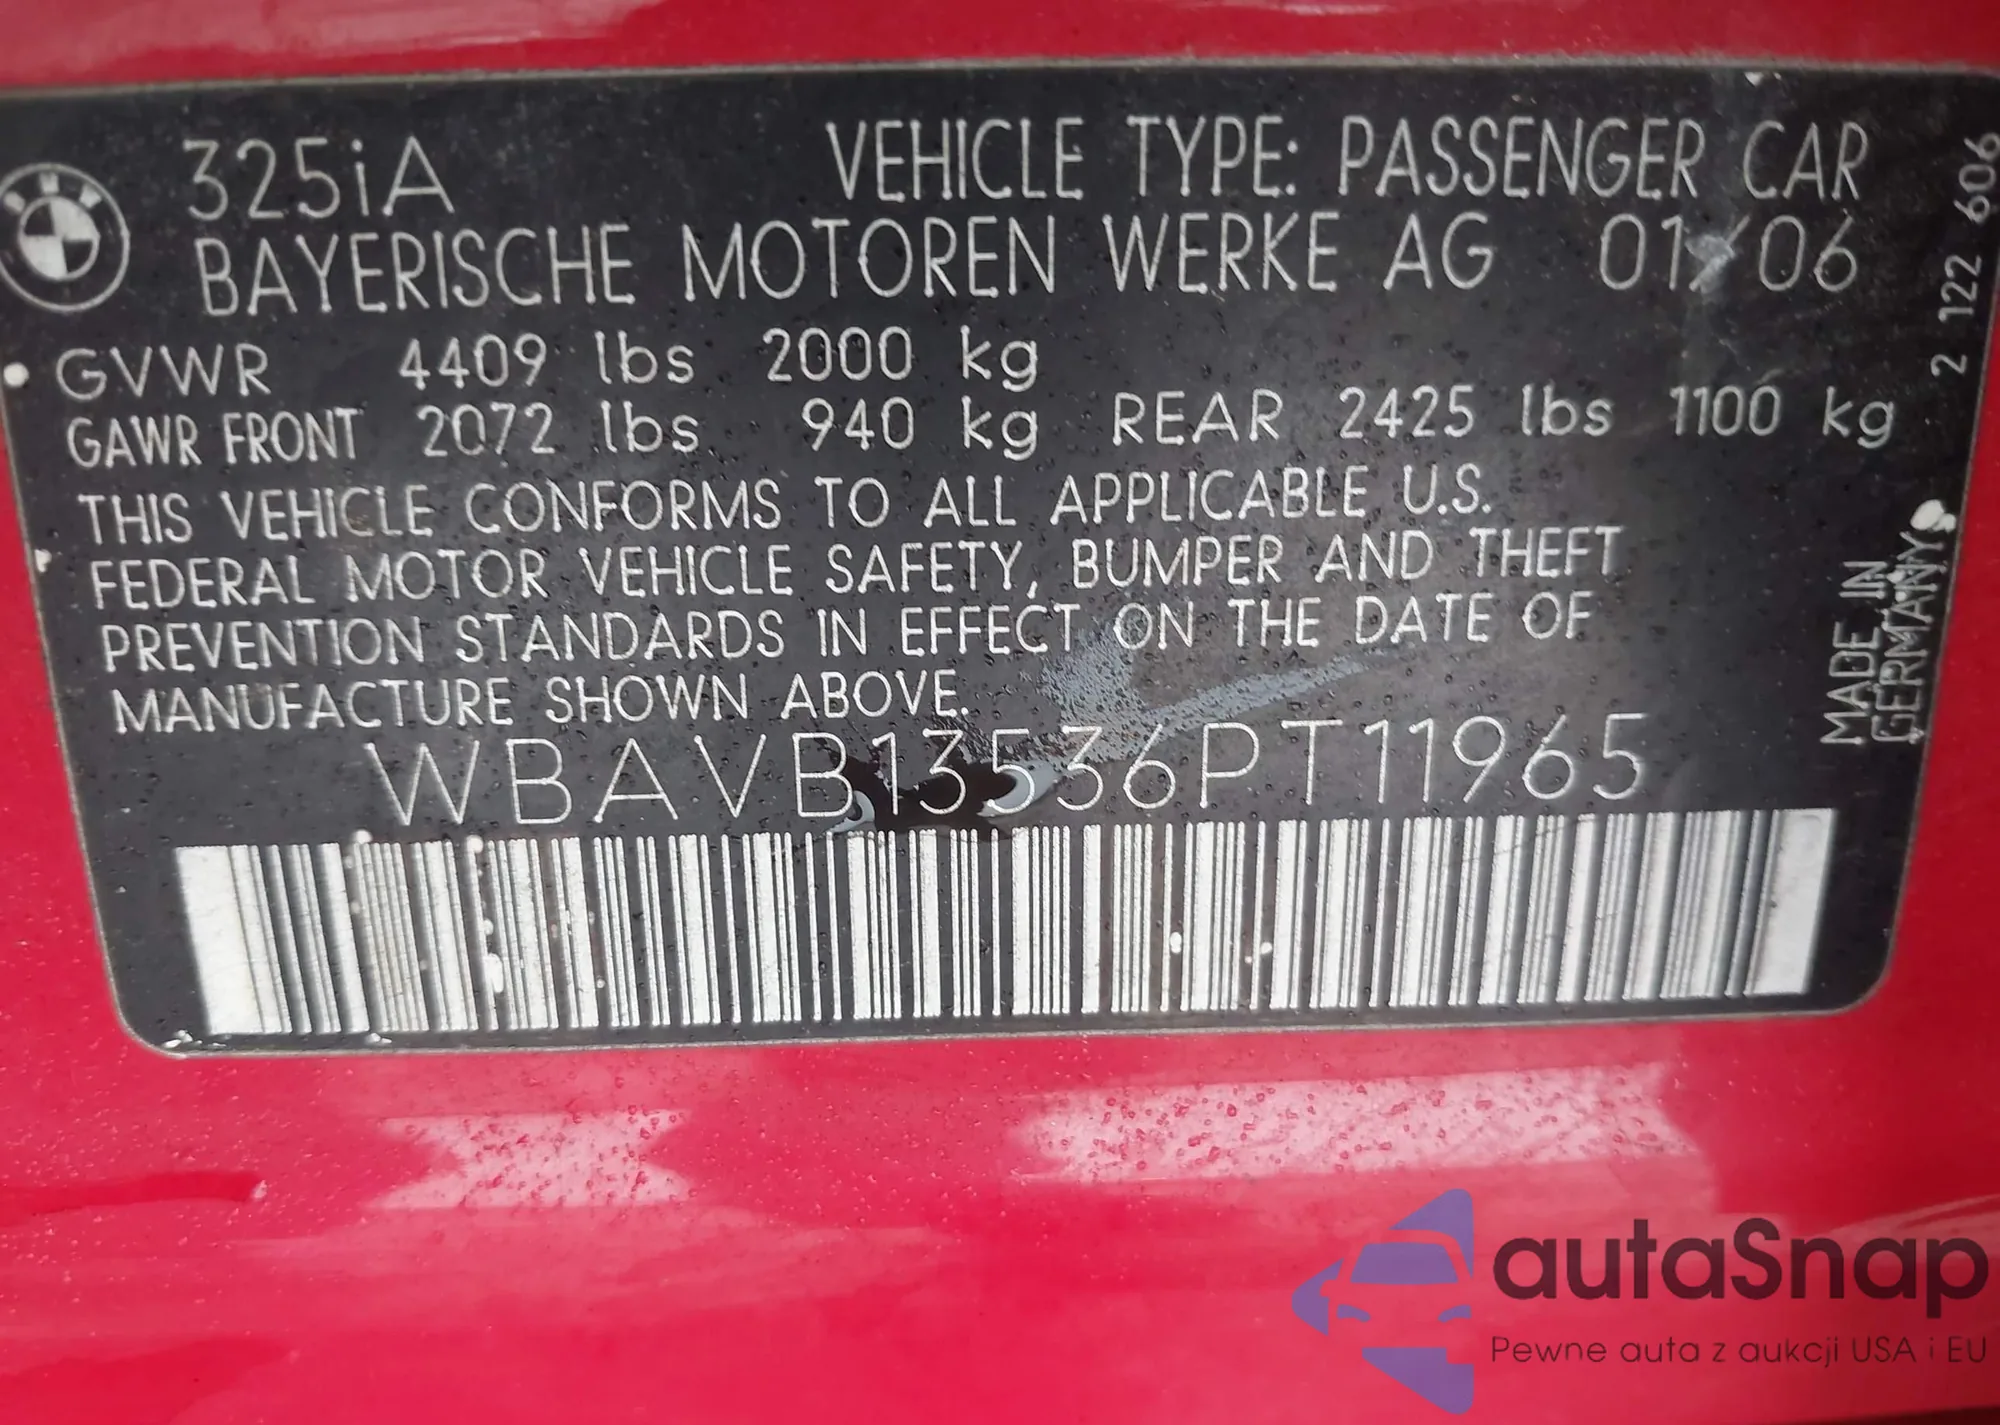 325iA VEHICLE TYPE: PASSENGER CAR
BAYERISCHE MOTOREN WERKE AG 01/06
GVWR 4409 lbs 2000 kg
GAWR FRONT 2072 lbs 940 kg REAR 2425 lbs 1100 kg
THIS VEHICLE CONFORMS TO ALL APPLICABLE U.S.
FEDERAL MOTOR VEHICLE SAFETY, BUMPER AND THEFT
PREVENTION STANDARDS IN EFFECT ON THE DATE OF
MANUFACTURE SHOWN ABOVE.
WBAVB13536PT11965
MADE IN
GERMANY
2 122 606
autaSnap
Pewne auta z aukcji USA i EU